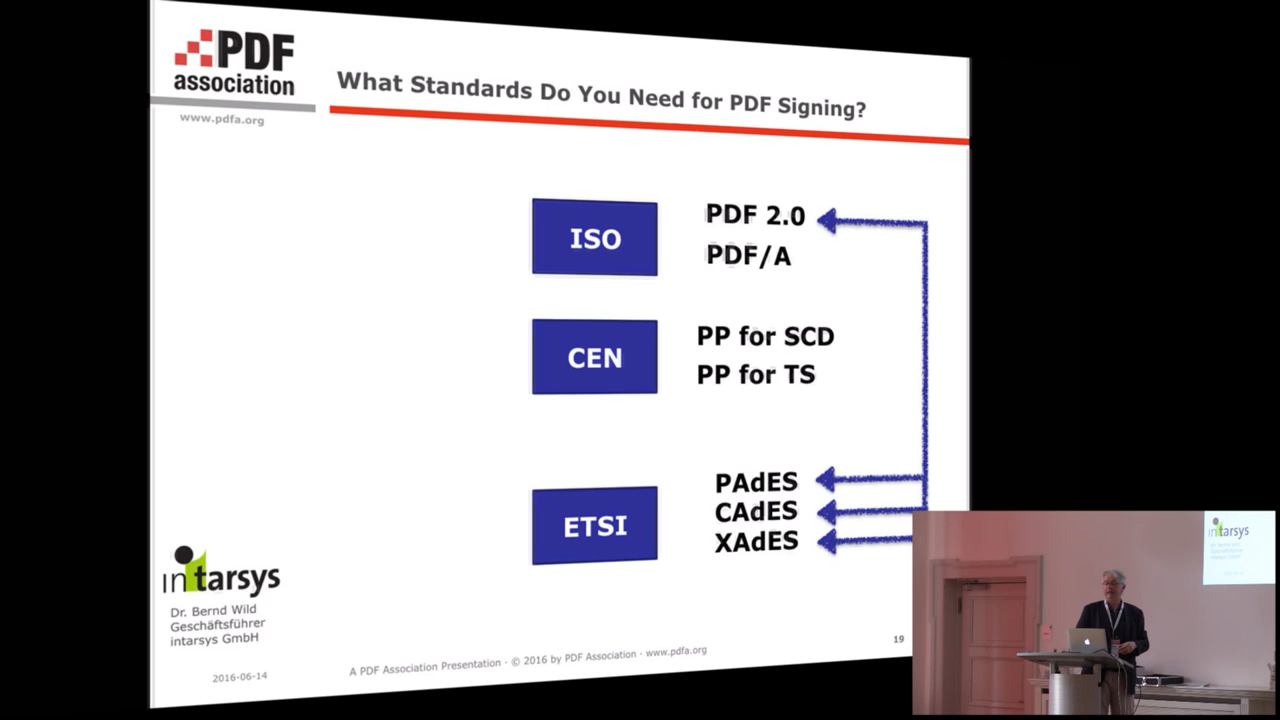 PDF
association
www.pdfa.org
What Standards Do You Need for PDF Signing?
ISO
PDF 2.0
PDF/A
CEN
PP for SCD
PP for TS
ETSI
PAdES
CAdES
XAdES
intarsys
Dr. Bernd Wild
Geschäftsführer
intarsys GmbH
2016-06-14
A PDF Association Presentation · © 2016 by PDF Association · www.pdfa.org
19
intarsys